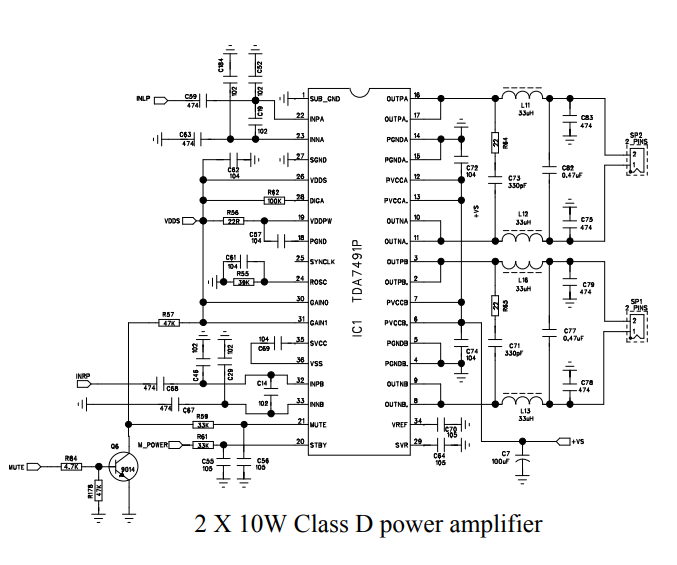 C184
102
C52
102
INLP
C59
474
C19
102
C63
474
1 SUB_GND
22 INPA
23 INNA
27 SGND
26 VDDS
28 DIGA
19 VDDPW
18 PGND
25 SYNCLK
24 ROSC
30 GAIN0
31 GAIN1
35 SVCC
36 VSS
32 INPB
33 INNB
21 MUTE
20 STBY
IC1 TDA7491P
OUTPA 16
OUTPA. 17
PGNDA 14
PGNDA. 15
PVCCA 12
PVCCA. 13
OUTNA 10
OUTNA. 11
OUTPB 3
OUTPB. 2
PVCCB 7
PVCCB. 6
PGNDB 5
PGNDB. 4
OUTNB 9
OUTNB. 8
VREF 34
SVR 29
C62
104
R62
100K
VDDS
R56
22R
C57
104
C61
104
R55
39K
R57
47K
104
C69
102
C46
102
C29
INRP
474 C68
474 C67
C14
102
R59
33K
M_POWER
R61
33K
C55
105
C56
105
Q6
9014
MUTE
R84
4.7K
R178
47K
C72
104
+VS
C74
104
C70
105
C64
105
C7
100uF
+VS
L11
33uH
22
R64
C73
330pF
C82
0.47uF
C83
474
C75
474
L12
33uH
SP2
2_PINS
2
1
L16
33uH
22
R65
C71
330pF
C77
0.47uF
C79
474
C78
474
L13
33uH
SP1
2_PINS
2
1
2 X 10W Class D power amplifier